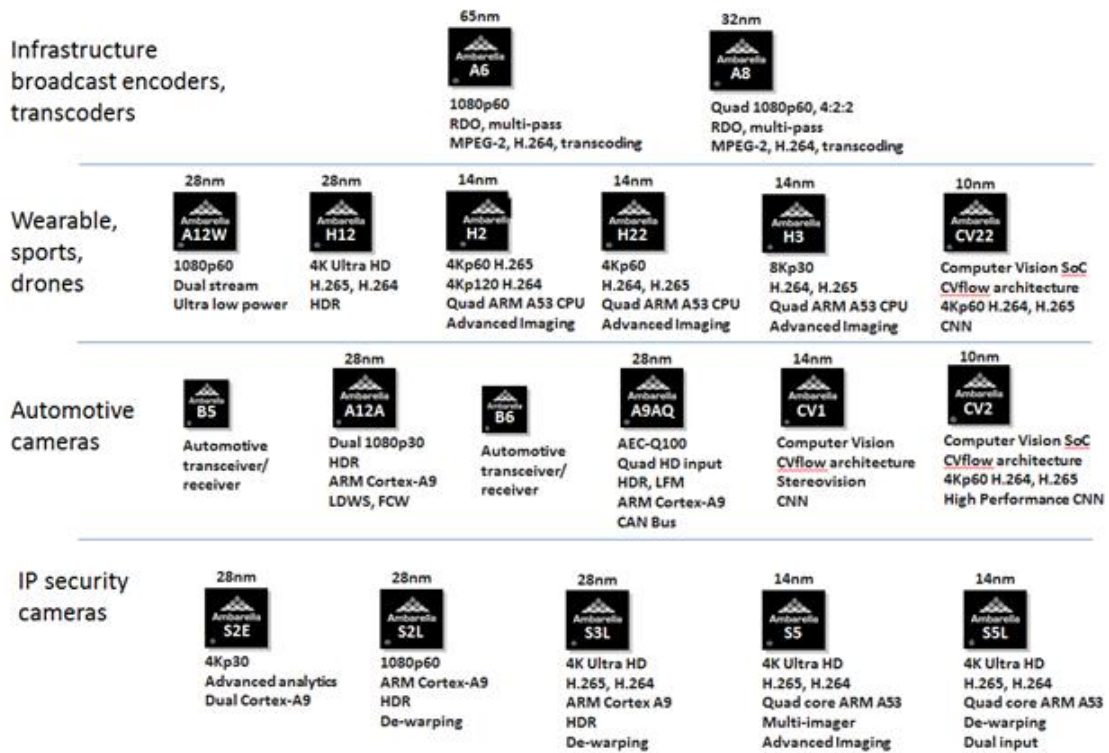 Infrastructure
broadcast encoders,
transcoders
65nm
Ambarella
A6
1080p60
RDO, multi-pass
MPEG-2, H.264, transcoding
32nm
Ambarella
A8
Quad 1080p60, 4:2:2
RDO, multi-pass
MPEG-2, H.264, transcoding
Wearable,
sports,
drones
28nm
Ambarella
A12W
1080p60
Dual stream
Ultra low power
28nm
Ambarella
H12
4K Ultra HD
H.265, H.264
HDR
14nm
Ambarella
H2
4Kp60 H.265
4Kp120 H.264
Quad ARM A53 CPU
Advanced Imaging
14nm
Ambarella
H22
4Kp60
H.264, H.265
Quad ARM A53 CPU
Advanced Imaging
14nm
Ambarella
H3
8Kp30
H.264, H.265
Quad ARM A53 CPU
Advanced Imaging
10nm
Ambarella
CV22
Computer Vision SoC
CVflow architecture
4Kp60 H.264, H.265
CNN
Automotive
cameras
Ambarella
B5
Automotive
transceiver/
receiver
28nm
Ambarella
A12A
Dual 1080p30
HDR
ARM Cortex-A9
LDWS, FCW
Ambarella
B6
Automotive
transceiver/
receiver
28nm
Ambarella
A9AQ
AEC-Q100
Quad HD input
HDR, LFM
ARM Cortex-A9
CAN Bus
14nm
Ambarella
CV1
Computer Vision
CVflow architecture
Stereovision
CNN
10nm
Ambarella
CV2
Computer Vision SoC
CVflow architecture
4Kp60 H.264, H.265
High Performance CNN
IP security
cameras
28nm
Ambarella
S2E
4Kp30
Advanced analytics
Dual Cortex-A9
28nm
Ambarella
S2L
1080p60
ARM Cortex-A9
HDR
De-warping
28nm
Ambarella
S3L
4K Ultra HD
H.265, H.264
ARM Cortex A9
HDR
De-warping
14nm
Ambarella
S5
4K Ultra HD
H.265, H.264
Quad core ARM A53
Multi-imager
Advanced Imaging
14nm
Ambarella
S5L
4K Ultra HD
H.265, H.264
Quad core ARM A53
De-warping
Dual input